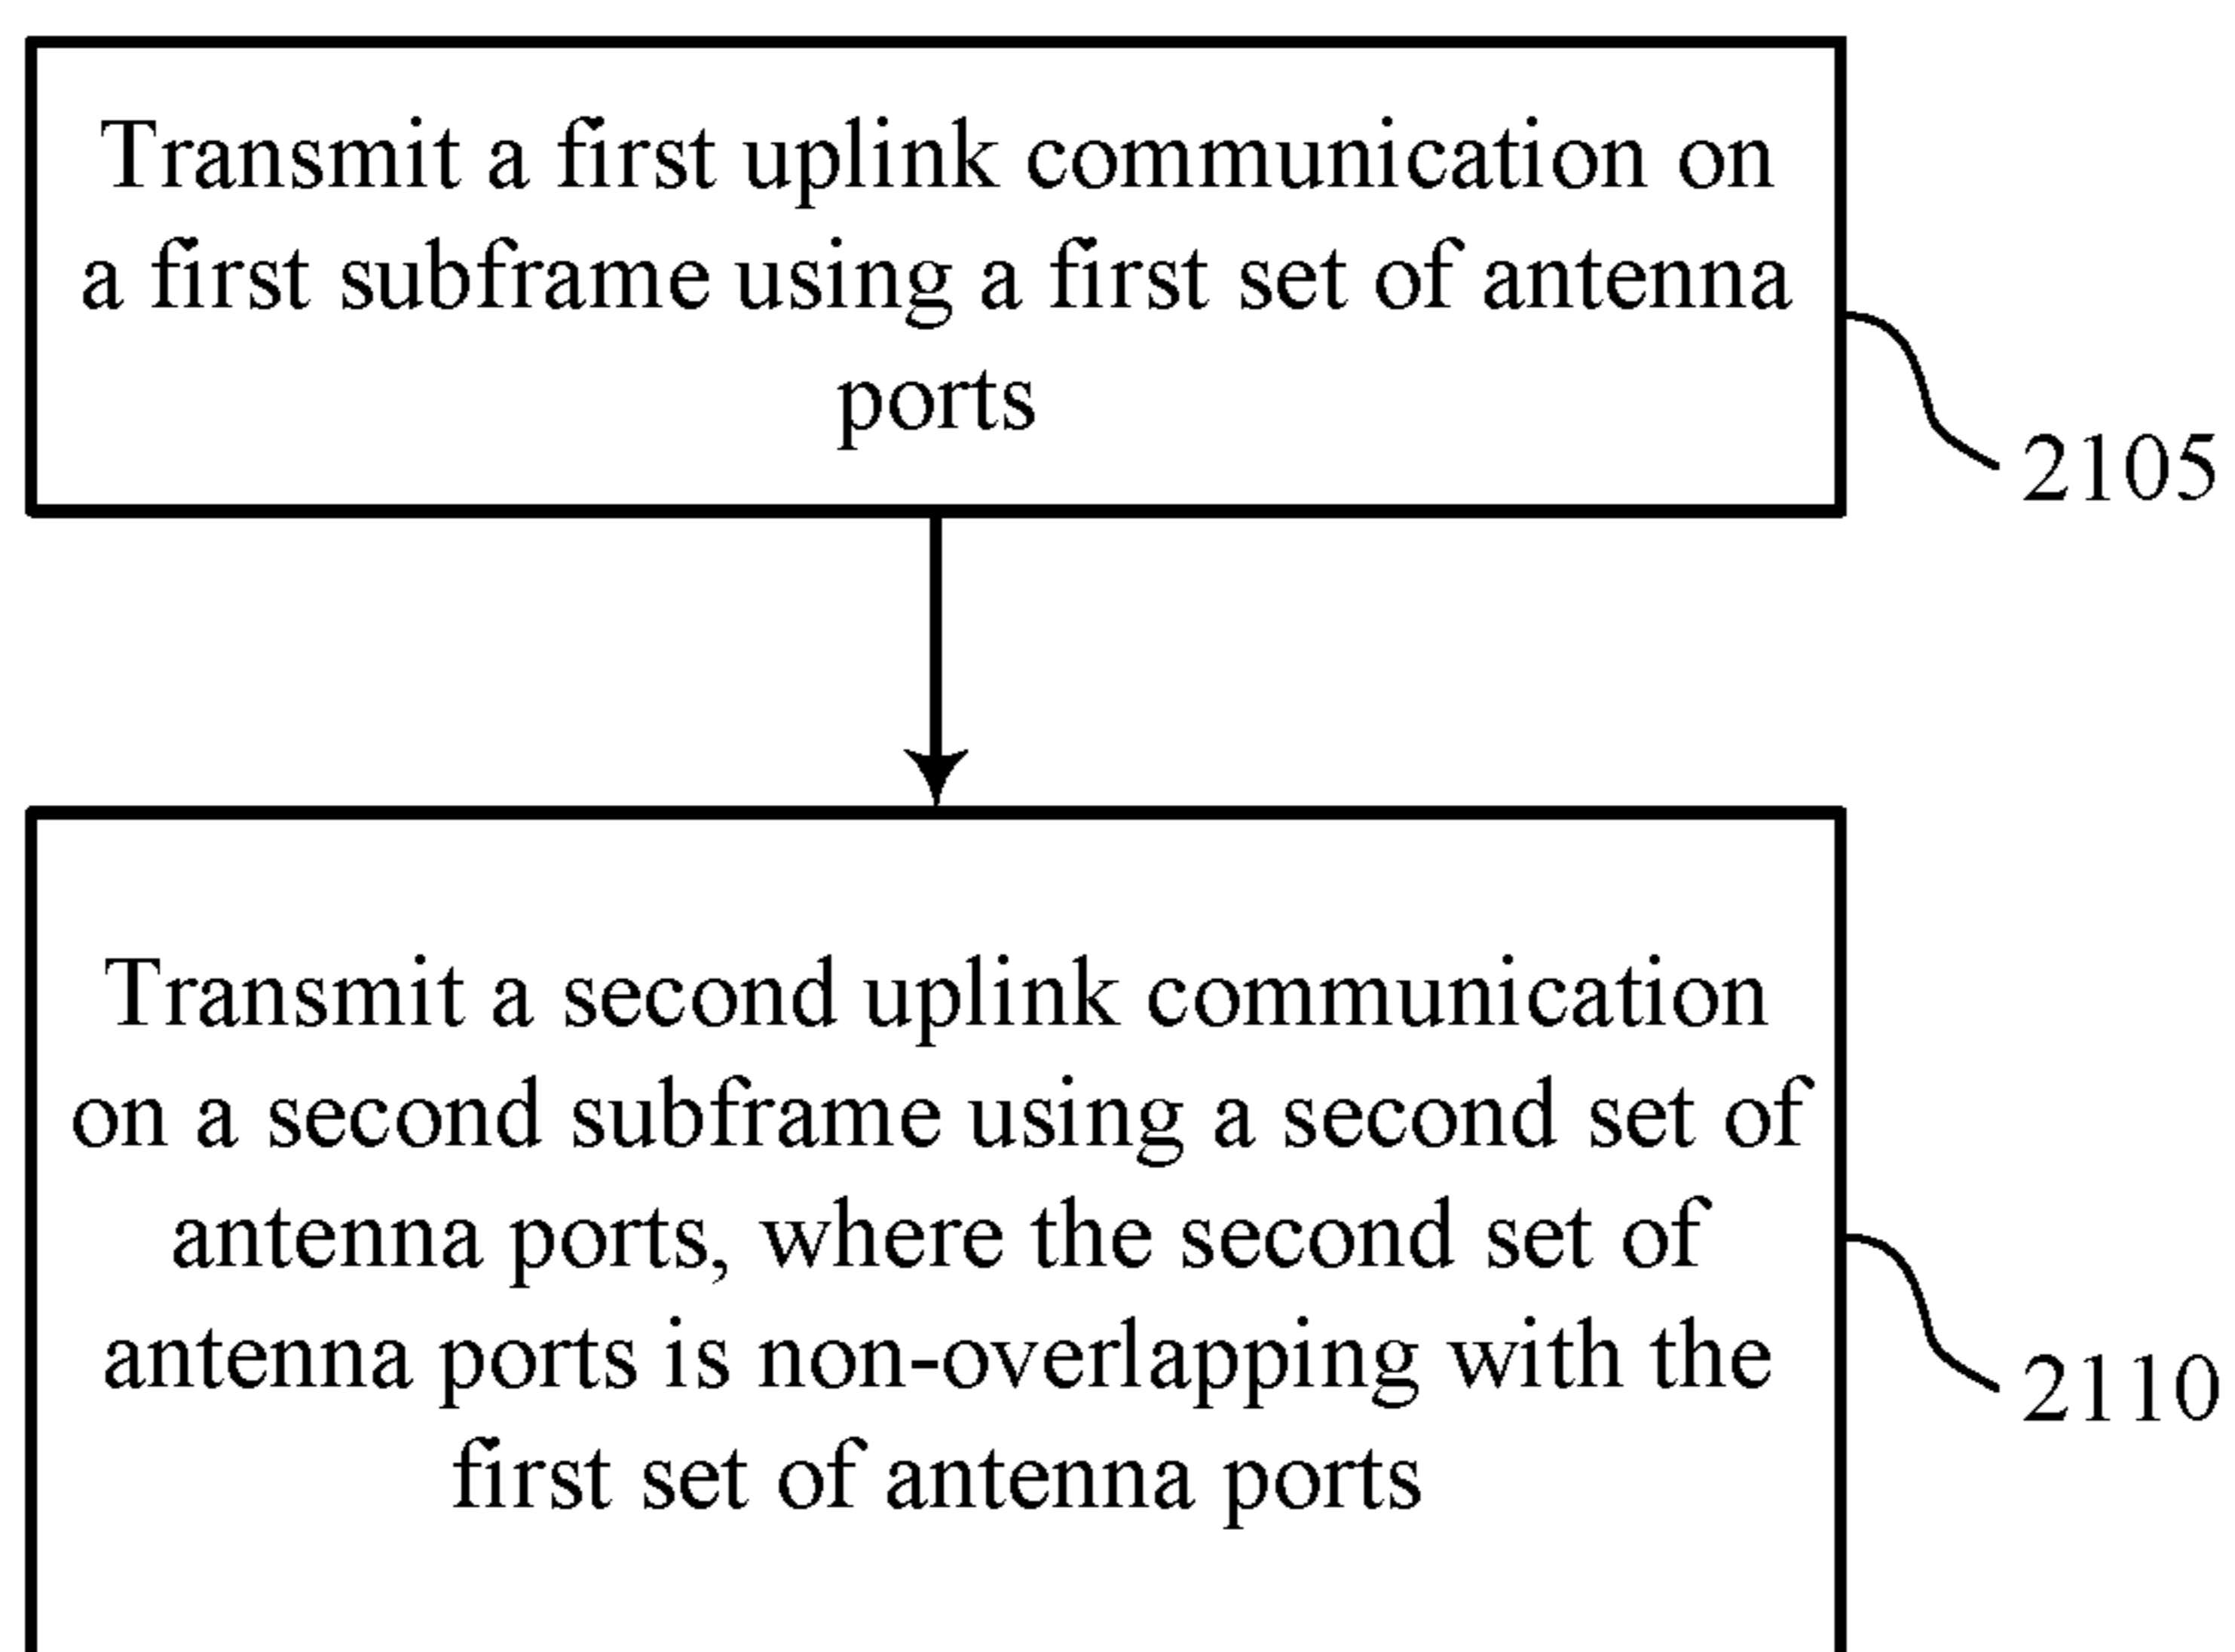 Transmit a first uplink communication on
a first subframe using a first set of antenna
ports
2105
Transmit a second uplink communication
on a second subframe using a second set of
antenna ports, where the second set of
antenna ports is non-overlapping with the
first set of antenna ports
2110